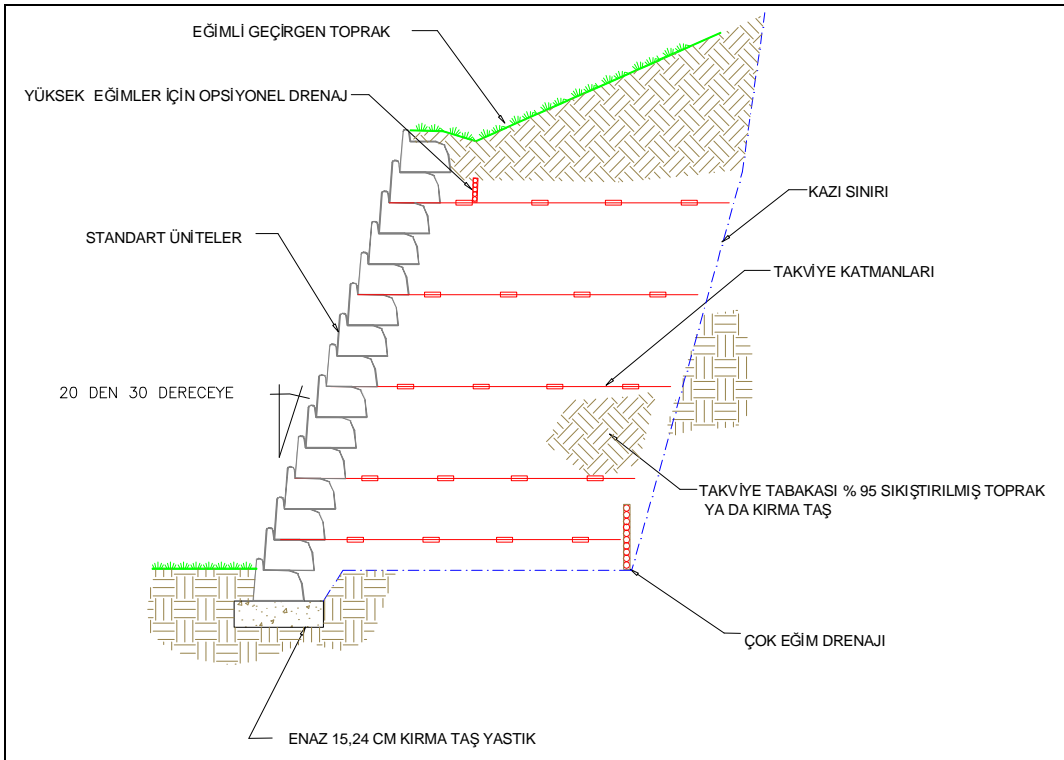 EĞİMLİ GEÇİRGEN TOPRAK
YÜKSEK EĞİMLER İÇİN OPSİYONEL DRENAJ
KAZI SINIRI
STANDART ÜNİTELER
TAKVİYE KATMANLARI
20 DEN 30 DERECEYE
TAKVİYE TABAKASI % 95 SIKIŞTIRILMIŞ TOPRAK
YA DA KIRMA TAŞ
ÇOK EĞİM DRENAJI
ENAZ 15,24 CM KIRMA TAŞ YASTIK